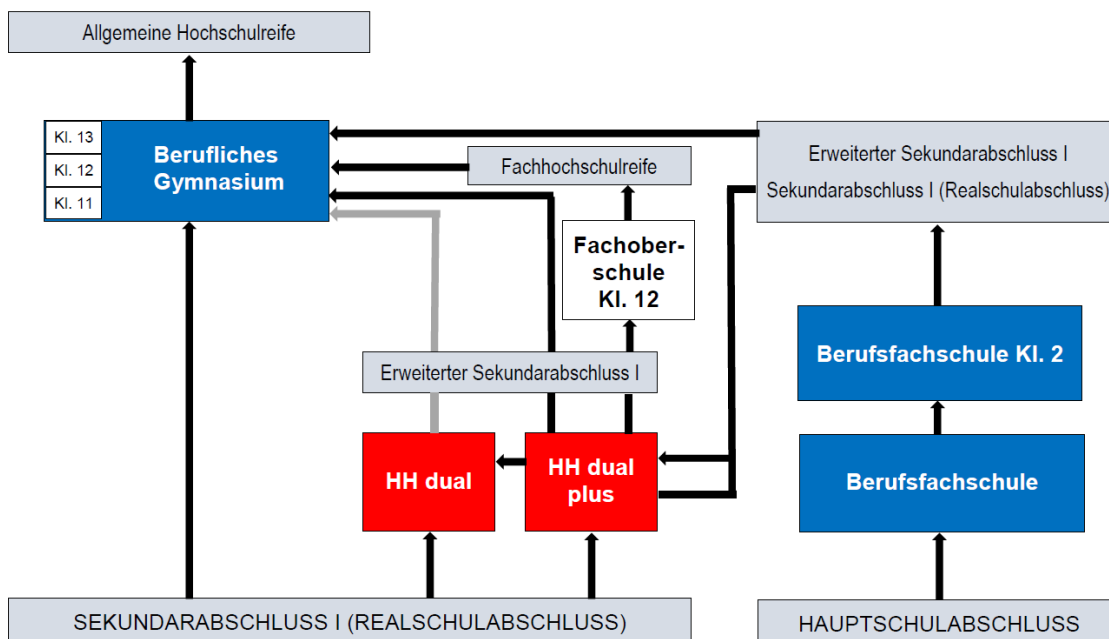 Allgemeine Hochschulreife
Kl. 13
Kl. 12
Kl. 11
Berufliches
Gymnasium
Fachhochschulreife
Erweiterter Sekundarabschluss I
Sekundarabschluss I (Realschulabschluss)
Fachober-
schule
Kl. 12
Berufsfachschule Kl. 2
Erweiterter Sekundarabschluss I
HH dual
HH dual
plus
Berufsfachschule
SEKUNDARABSCHLUSS I (REALSCHULABSCHLUSS)
HAUPTSCHULABSCHLUSS